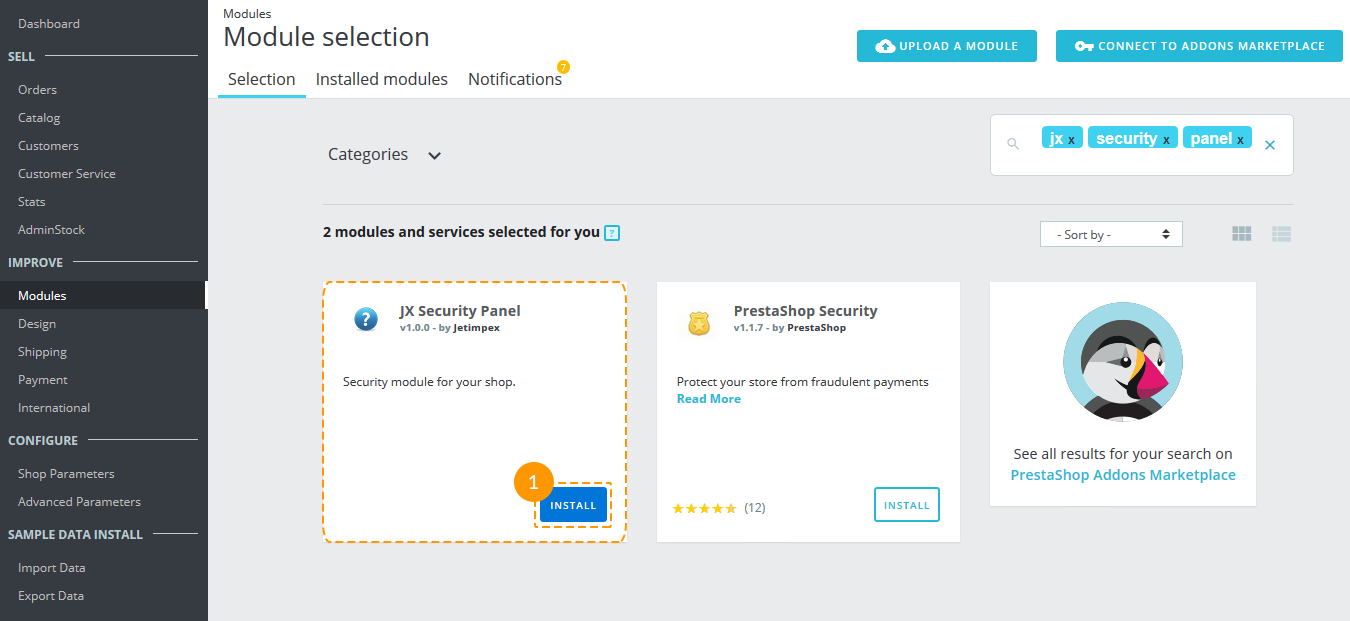 Dashboard
SELL
Orders
Catalog
Customers
Customer Service
Stats
AdminStock
IMPROVE
Modules
Design
Shipping
Payment
International
CONFIGURE
Shop Parameters
Advanced Parameters
SAMPLE DATA INSTALL
Import Data
Export Data
Modules
Module selection
UPLOAD A MODULE
CONNECT TO ADDONS MARKETPLACE
Selection
Installed modules
Notifications
7
Categories
jx x security x panel x
2 modules and services selected for you ?
- Sort by -
?
JX Security Panel
v1.0.0 - by Jetimpex
Security module for your shop.
1
INSTALL
PrestaShop Security
v1.1.7 - by PrestaShop
Protect your store from fraudulent payments
Read More
(12)
INSTALL
See all results for your search on
PrestaShop Addons Marketplace